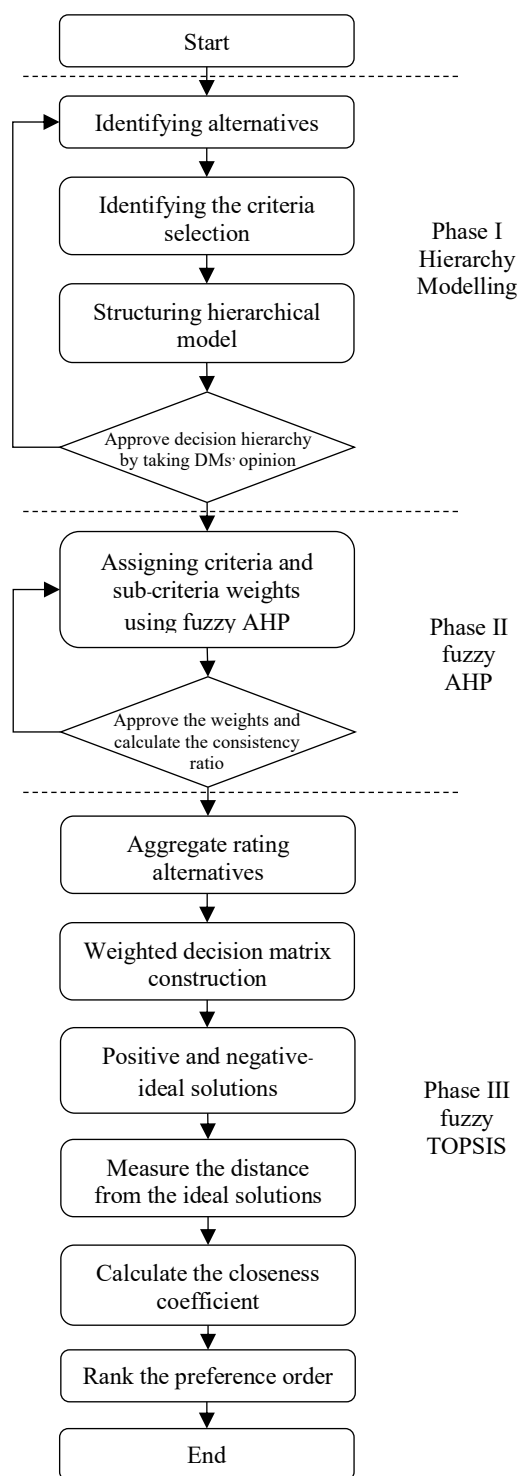 Start
Identifying alternatives
Identifying the criteria
selection
Structuring hierarchical
model
Approve decision hierarchy
by taking DMs' opinion
Phase I
Hierarchy
Modelling
Assigning criteria and
sub-criteria weights
using fuzzy AHP
Approve the weights and
calculate the consistency
ratio
Phase II
fuzzy
AHP
Aggregate rating
alternatives
Weighted decision matrix
construction
Positive and negative-
ideal solutions
Measure the distance
from the ideal solutions
Calculate the closeness
coefficient
Rank the preference order
End
Phase III
fuzzy
TOPSIS